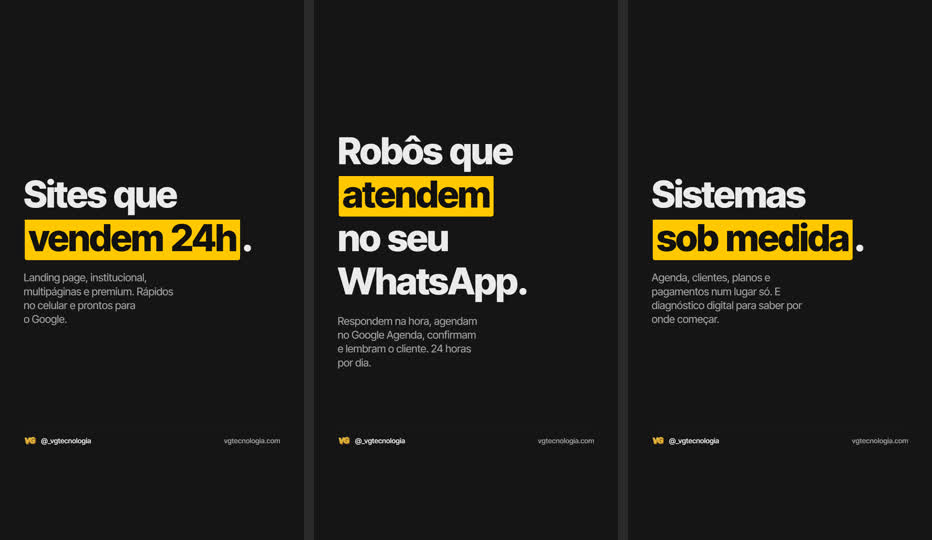 Sites que
vendem 24h.
Landing page, institucional,
multipáginas e premium. Rápidos
no celular e prontos para
o Google.
VG @_vgtecnologia
vgtecnologia.com
Robôs que
atendem
no seu
WhatsApp.
Respondem na hora, agendam
no Google Agenda, confirmam
e lembram o cliente. 24 horas
por dia.
VG @_vgtecnologia
vgtecnologia.com
Sistemas
sob medida.
Agenda, clientes, planos e
pagamentos num lugar só. E
diagnóstico digital para saber por
onde começar.
VG @_vgtecnologia
vgtecnologia.com